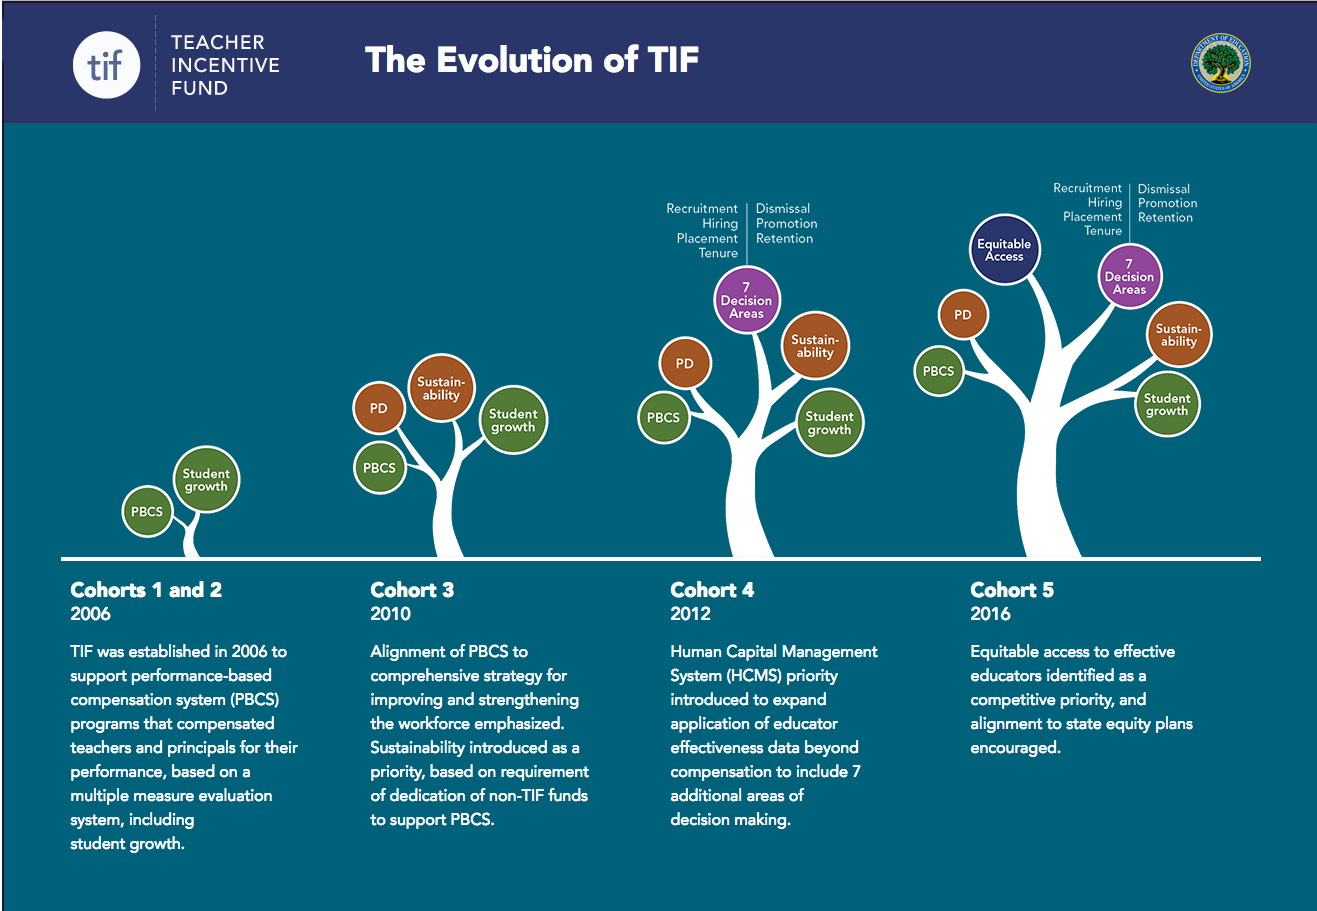 tif
TEACHER
INCENTIVE
FUND
The Evolution of TIF
DEPARTMENT OF EDUCATION
UNITED STATES OF AMERICA
PBCS
Student
growth
PD
Sustain-
ability
Student
growth
PBCS
Recruitment
Hiring
Placement
Tenure
Dismissal
Promotion
Retention
7
Decision
Areas
PD
Sustain-
ability
PBCS
Student
growth
Recruitment
Hiring
Placement
Tenure
Dismissal
Promotion
Retention
Equitable
Access
7
Decision
Areas
PD
Sustain-
ability
PBCS
Student
growth
Cohorts 1 and 2
2006
TIF was established in 2006 to
support performance-based
compensation system (PBCS)
programs that compensated
teachers and principals for their
performance, based on a
multiple measure evaluation
system, including
student growth.
Cohort 3
2010
Alignment of PBCS to
comprehensive strategy for
improving and strengthening
the workforce emphasized.
Sustainability introduced as a
priority, based on requirement
of dedication of non-TIF funds
to support PBCS.
Cohort 4
2012
Human Capital Management
System (HCMS) priority
introduced to expand
application of educator
effectiveness data beyond
compensation to include 7
additional areas of
decision making.
Cohort 5
2016
Equitable access to effective
educators identified as a
competitive priority, and
alignment to state equity plans
encouraged.